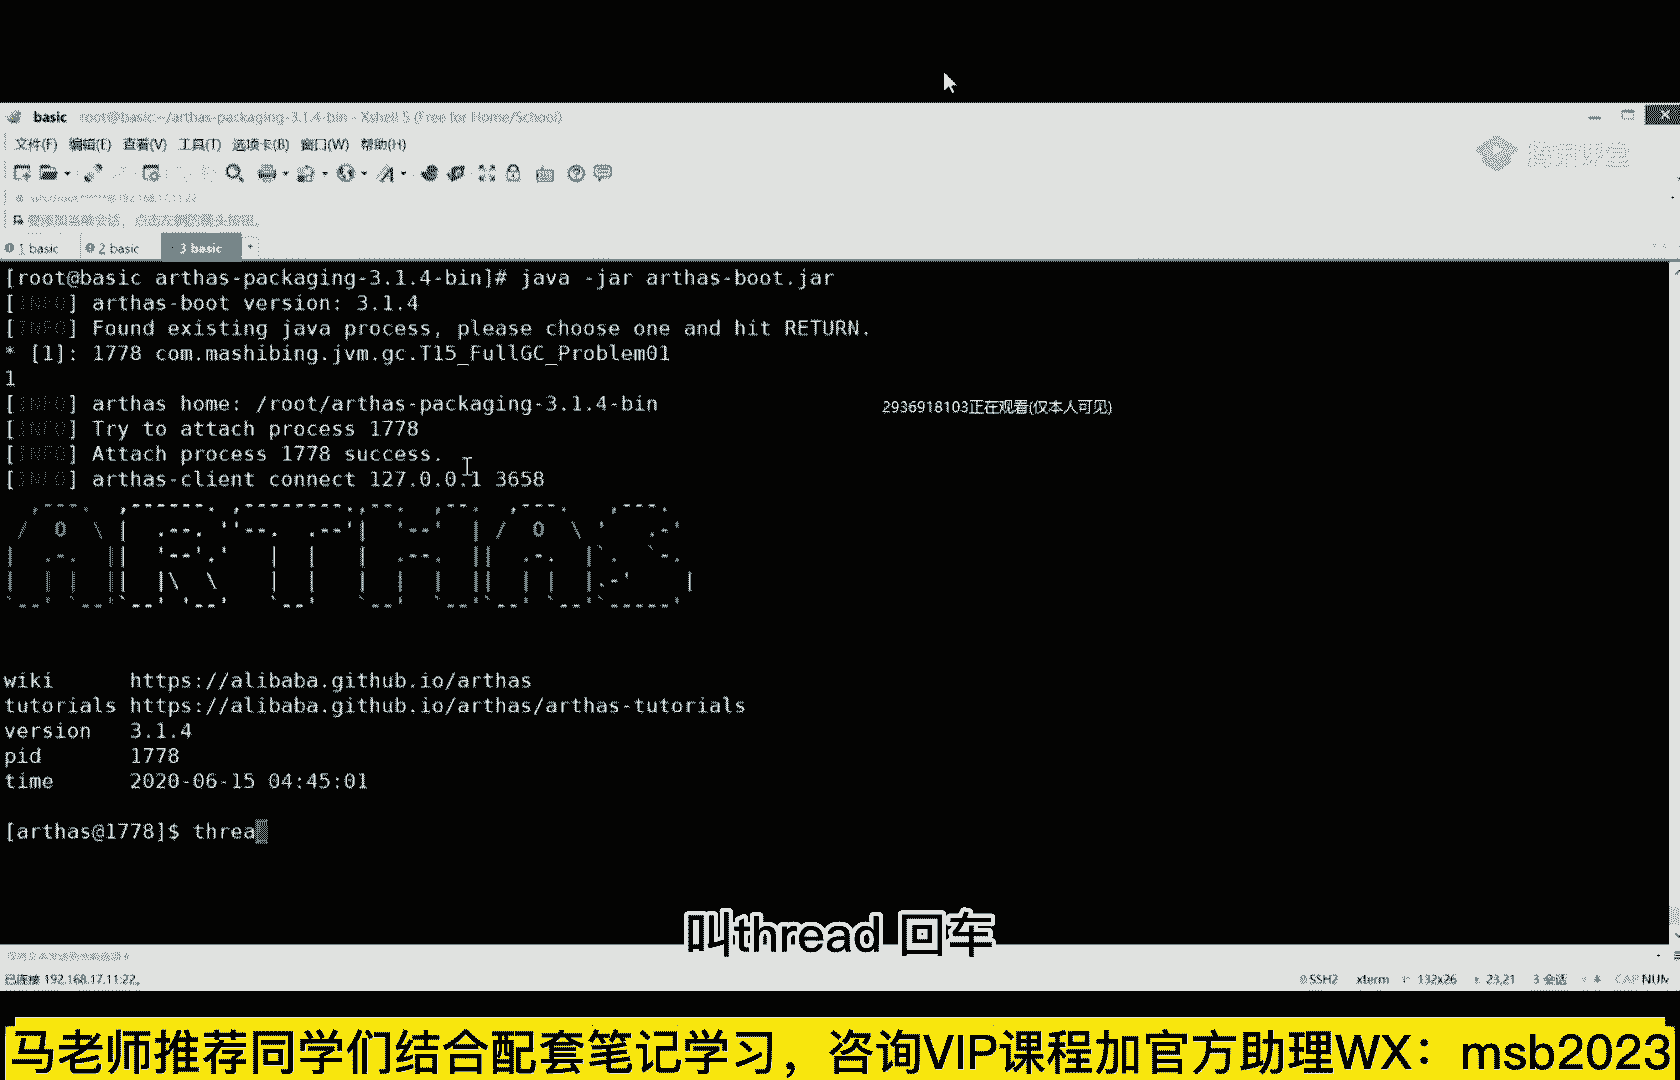 basic root@basic:~/arthas-packaging-3.1.4-bin - Xshell 5 (Free for Home/School)
文件(F) 编辑(E) 查看(V) 工具(T) 选项卡(B) 窗口(W) 帮助(H)
1 basic 2 basic 3 basic
[root@basic arthas-packaging-3.1.4-bin]# java -jar arthas-boot.jar
[INFO] arthas-boot version: 3.1.4
[INFO] Found existing java process, please choose one and hit RETURN.
* [1]: 1778 com.mashibing.jvm.gc.T15_FullGC_Problem01
1
[INFO] arthas home: /root/arthas-packaging-3.1.4-bin
2936918103正在观看(仅本人可见)
[INFO] Try to attach process 1778
[INFO] Attach process 1778 success.
[INFO] arthas-client connect 127.0.0.1 3658
ARTHAS
wiki https://alibaba.github.io/arthas
tutorials https://alibaba.github.io/arthas/arthas-tutorials
version 3.1.4
pid 1778
time 2020-06-15 04:45:01
[arthas@1778]$ threa
叫thread 回车
已连接 192.168.17.11:22。 SSH2 xterm 132x26 23,21 3 会话 CAP NUM
马老师推荐同学们结合配套笔记学习，咨询VIP课程加官方助理WX：msb2023